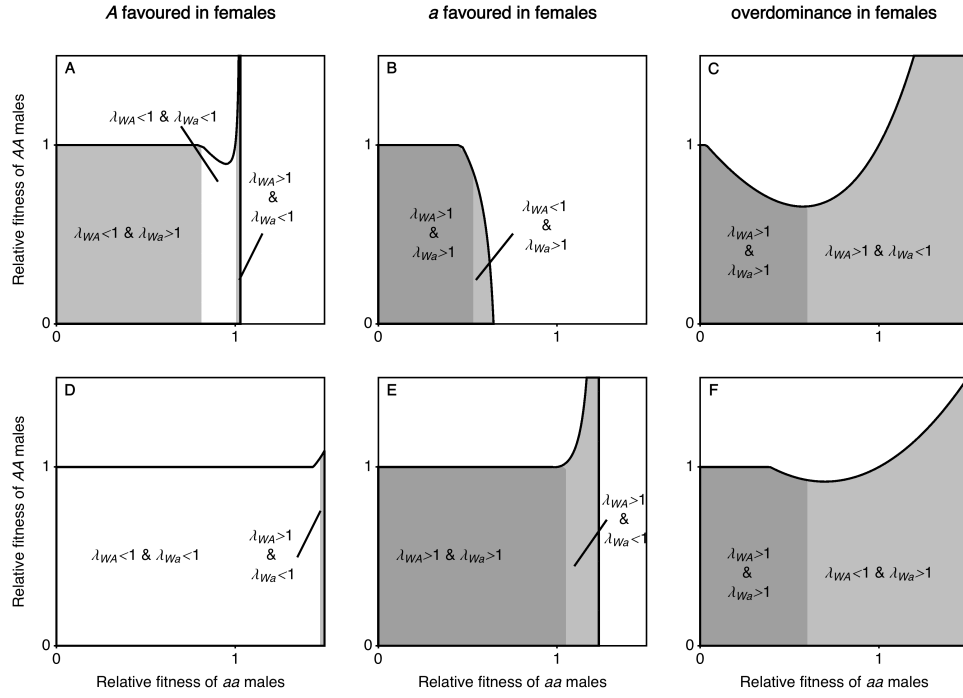 A favoured in females
a favoured in females
overdominance in females
A
B
C
Relative fitness of AA males
λWA<1 & λWa<1
λWA>1
&
λWa<1
λWA<1 & λWa>1
λWA>1
&
λWa>1
λWA<1
&
λWa>1
λWA>1
&
λWa>1
λWA>1 & λWa<1
1
0
0
1
1
0
0
1
1
0
0
1
D
E
F
Relative fitness of AA males
λWA<1 & λWa<1
λWA>1
&
λWa<1
λWA>1 & λWa>1
λWA>1
&
λWa<1
λWA>1
&
λWa>1
λWA<1 & λWa>1
1
0
0
1
1
0
0
1
1
0
0
1
Relative fitness of aa males
Relative fitness of aa males
Relative fitness of aa males